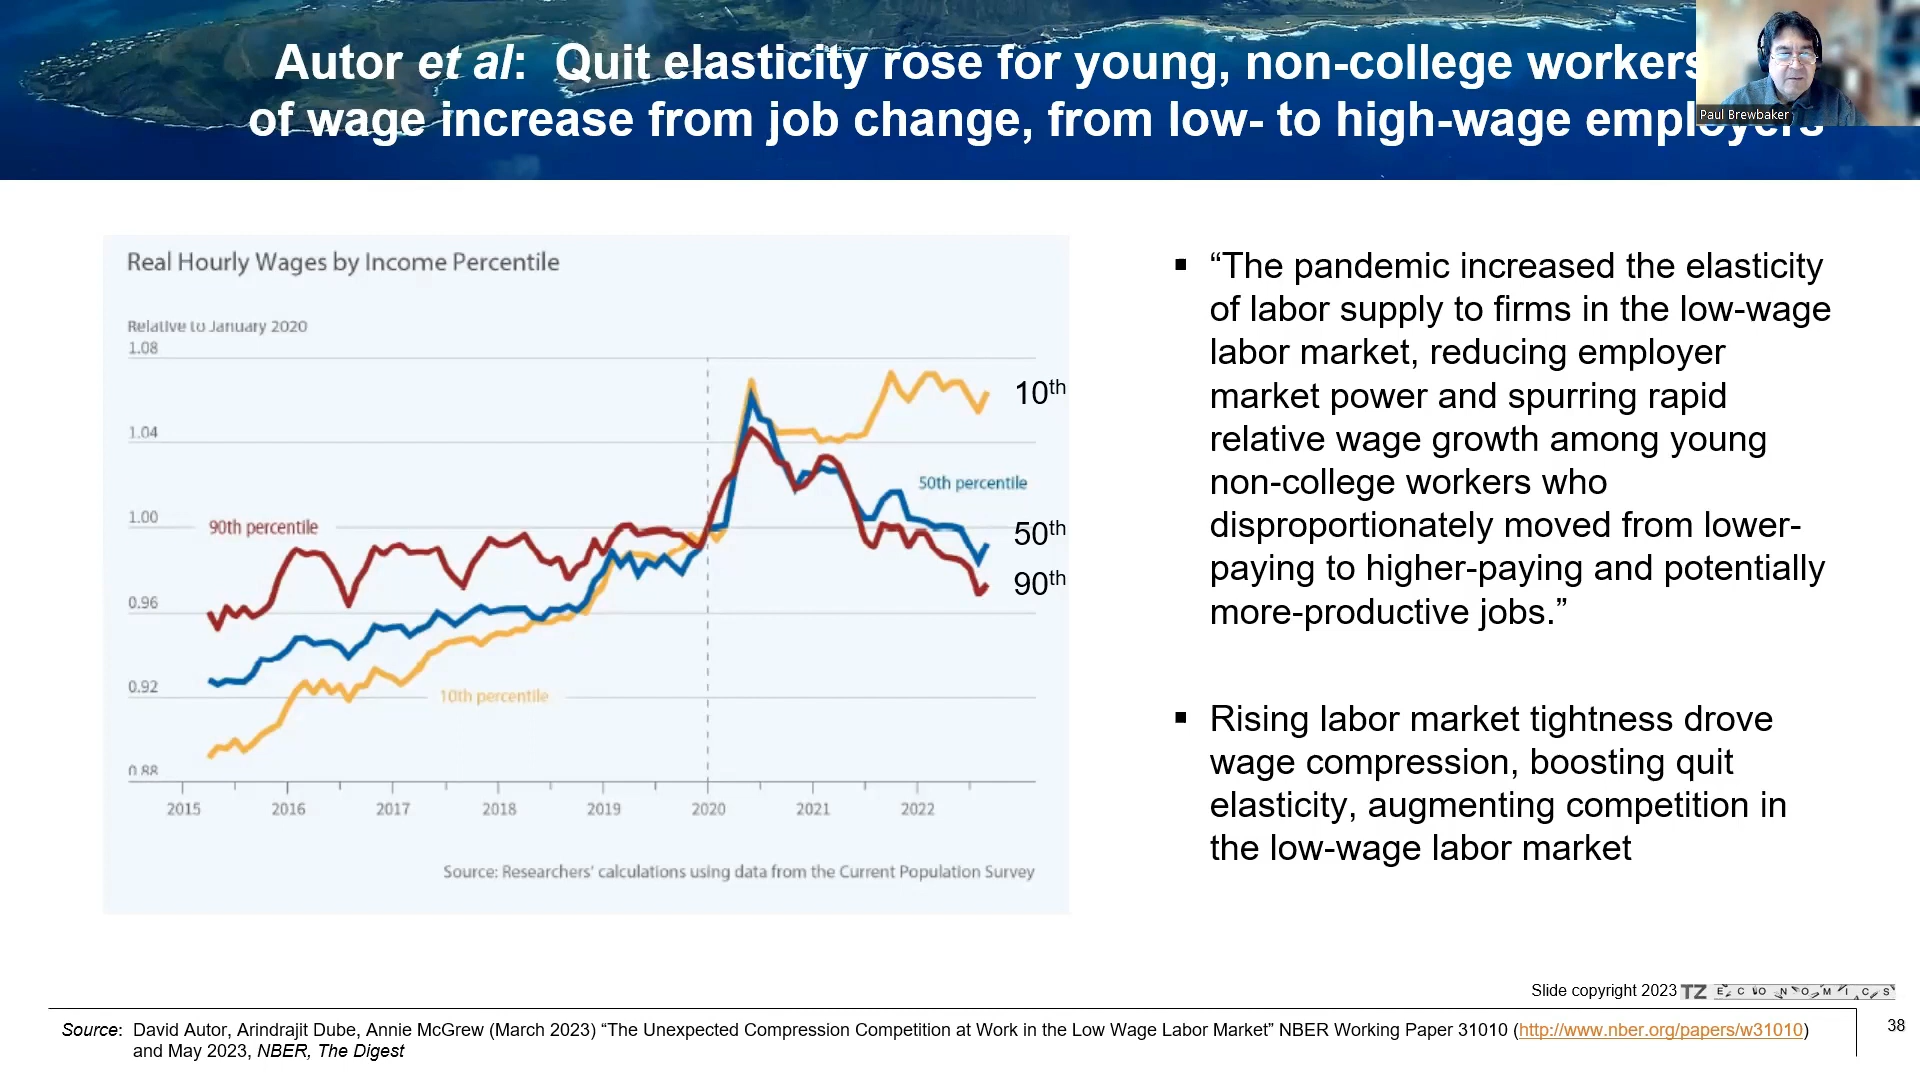 Autor et al: Quit elasticity rose for young, non-college workers
of wage increase from job change, from low- to high-wage employers
Paul Brewbaker
Real Hourly Wages by Income Percentile
Relative to January 2020
1.08
1.04
1.00
0.96
0.92
0.88
10th
50th percentile
90th percentile
50th
90th
10th percentile
2015 2016 2017 2018 2019 2020 2021 2022
Source: Researchers' calculations using data from the Current Population Survey
▪ “The pandemic increased the elasticity
of labor supply to firms in the low-wage
labor market, reducing employer
market power and spurring rapid
relative wage growth among young
non-college workers who
disproportionately moved from lower-
paying to higher-paying and potentially
more-productive jobs.”
▪ Rising labor market tightness drove
wage compression, boosting quit
elasticity, augmenting competition in
the low-wage labor market
Slide copyright 2023 TZ ECONOMICS
Source: David Autor, Arindrajit Dube, Annie McGrew (March 2023) “The Unexpected Compression Competition at Work in the Low Wage Labor Market” NBER Working Paper 31010 (http://www.nber.org/papers/w31010)
and May 2023, NBER, The Digest
38